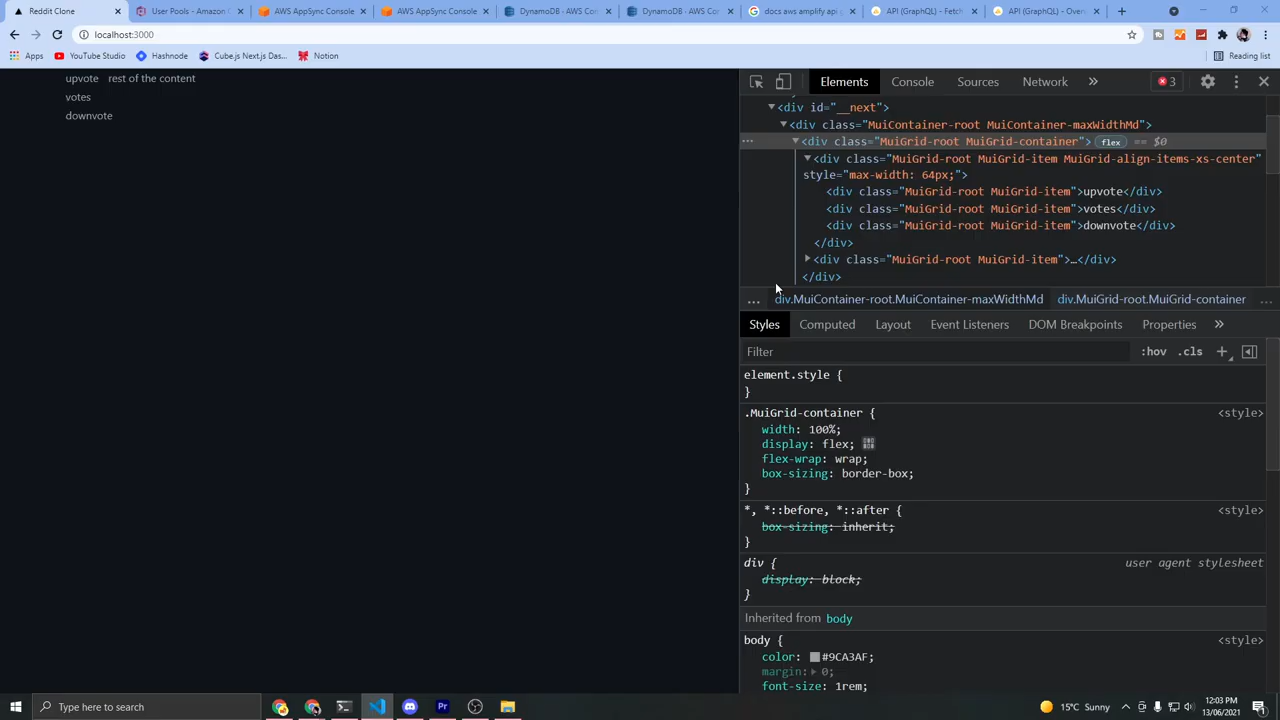 Reddit Clone
User Pools - Amazon C
AWS AppSync Console
AWS AppSync Console
DynamoDB · AWS Con
DynamoDB · AWS Con
docs aws amplify api g
API (GraphQL) - Fetch
API (GraphQL) - Over
localhost:3000
Apps
YouTube Studio
Hashnode
Cube.js Next.js Das...
Notion
Reading list
upvote rest of the content
votes
downvote
Elements
Console
Sources
Network
3
<div id="__next">
<div class="MuiContainer-root MuiContainer-maxWidthMd">
<div class="MuiGrid-root MuiGrid-container"> flex == $0
<div class="MuiGrid-root MuiGrid-item MuiGrid-align-items-xs-center"
style="max-width: 64px;">
<div class="MuiGrid-root MuiGrid-item">upvote</div>
<div class="MuiGrid-root MuiGrid-item">votes</div>
<div class="MuiGrid-root MuiGrid-item">downvote</div>
</div>
<div class="MuiGrid-root MuiGrid-item">…</div>
</div>
... div.MuiContainer-root.MuiContainer-maxWidthMd div.MuiGrid-root.MuiGrid-container ...
Styles
Computed
Layout
Event Listeners
DOM Breakpoints
Properties
Filter
:hov .cls
element.style {
}
.MuiGrid-container { <style>
width: 100%;
display: flex;
flex-wrap: wrap;
box-sizing: border-box;
}
*, *::before, *::after { <style>
box-sizing: inherit;
}
div { user agent stylesheet
display: block;
}
Inherited from body
body { <style>
color: #9CA3AF;
margin: 0;
font-size: 1rem;
Type here to search
15°C Sunny
12:03 PM
13/06/2021